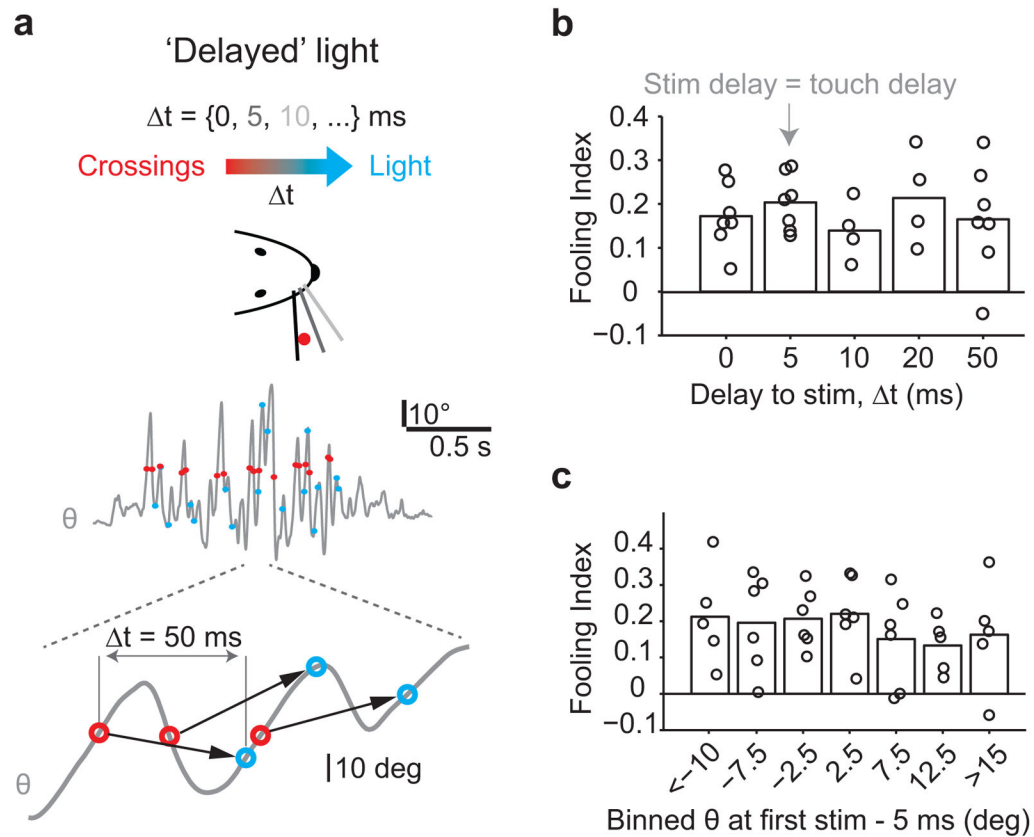 a
'Delayed' light
Δt = {0, 5, 10, ...} ms
Crossings
Light
Δt
10°
0.5 s
θ
Δt = 50 ms
10 deg
θ
b
Stim delay = touch delay
Fooling Index
0.4
0.3
0.2
0.1
0
−0.1
0 5 10 20 50
Delay to stim, Δt (ms)
c
Fooling Index
0.4
0.3
0.2
0.1
0
−0.1
<−10 −7.5 −2.5 2.5 7.5 12.5 >15
Binned θ at first stim - 5 ms (deg)